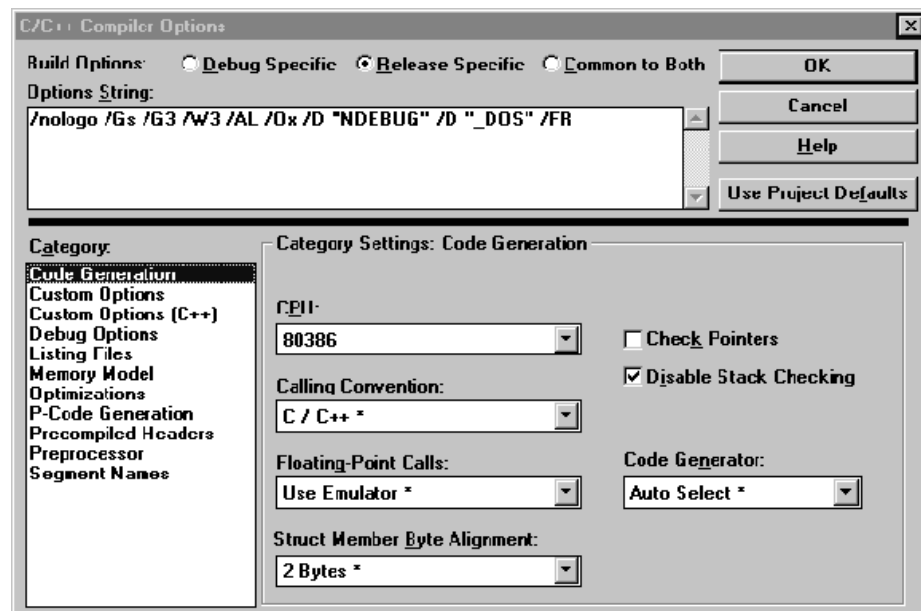 C/C++ Compiler Options
Build Options:
Debug Specific
Release Specific
Common to Both
OK
Options String:
/nologo /Gs /G3 /W3 /AL /Ox /D "NDEBUG" /D "_DOS" /FR
Cancel
Help
Use Project Defaults
Category:
Code Generation
Custom Options
Custom Options (C++)
Debug Options
Listing Files
Memory Model
Optimizations
P-Code Generation
Precompiled Headers
Preprocessor
Segment Names
Category Settings: Code Generation
CPU:
80386
Check Pointers
Disable Stack Checking
Calling Convention:
C / C++ *
Floating-Point Calls:
Use Emulator *
Code Generator:
Auto Select *
Struct Member Byte Alignment:
2 Bytes *